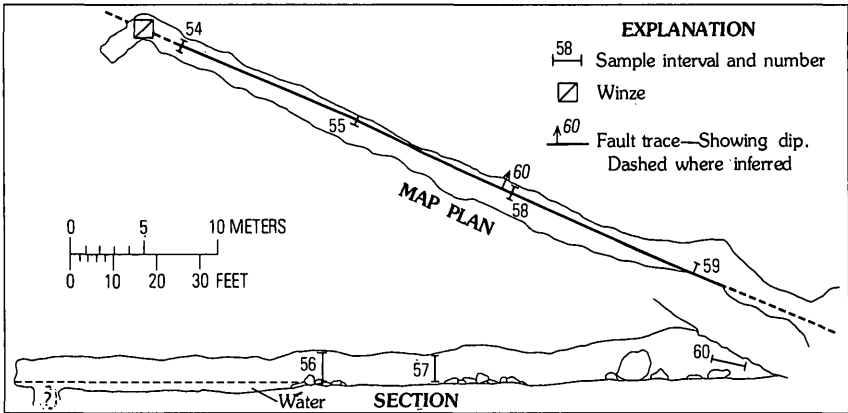 54
55
60
58
59
MAP PLAN
EXPLANATION
58
Sample interval and number
Winze
60
Fault trace—Showing dip.
Dashed where inferred
0 5 10 METERS
0 10 20 30 FEET
56
57
60
?
Water
SECTION